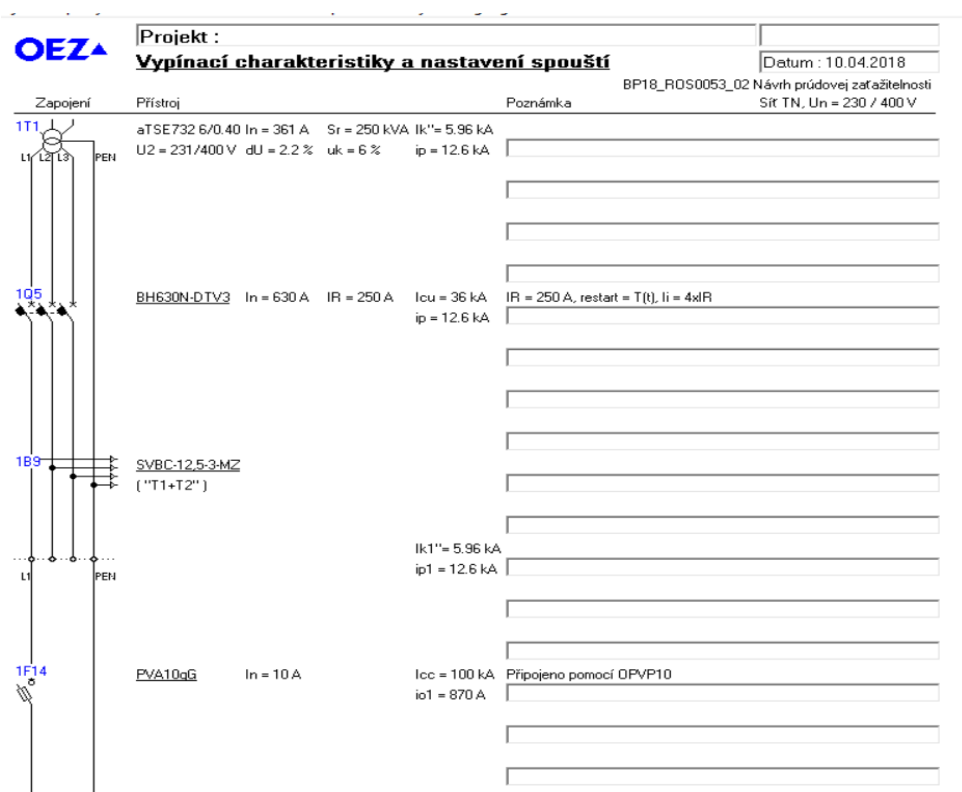 OEZ
Projekt :
Vypínací charakteristiky a nastavení spouští
Datum : 10.04.2018
BP18_ROS0053_02 Návrh prúdovej zaťažitelnosti
Zapojení Přístroj Poznámka Síť TN, Un = 230 / 400 V
1T1 aTSE732 6/0.40 In = 361 A Sr = 250 kVA Ik''= 5.96 kA
L1 L2 L3 PEN U2 = 231/400 V dU = 2.2 % uk = 6 % ip = 12.6 kA
1Q5 BH630N-DTV3 In = 630 A IR = 250 A Icu = 36 kA IR = 250 A, restart = T(t), Ii = 4xIR
ip = 12.6 kA
1B9 SVBC-12,5-3-MZ
( "T1+T2" )
Ik1''= 5.96 kA
L1 PEN ip1 = 12.6 kA
1F14 PVA10gG In = 10 A Icc = 100 kA Připojeno pomocí OPVP10
io1 = 870 A